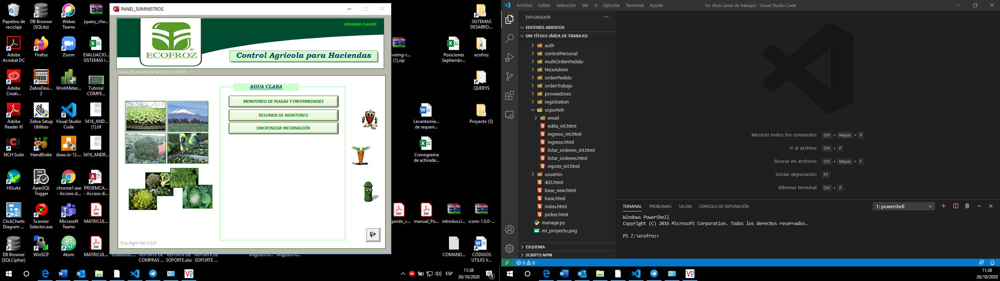 Papelera de
reciclaje
DB Browser
(SQLite)
Webex
Teams
jquery_cha...
Adobe
Acrobat DC
Firefox
Zoom
EVALUACIO...
SISTEMAS I...
Adobe
Creati...
DESIGN
ZebraDesi...
2
WorkMeter...
Tutorial
COMPE...
Adobe
Reader XI
Zebra Setup
Utilities
Visual Studio
Code
5416_AND...
(1).tif
NCH
NCH Suite
HandBrake
draw.io-12....
5416_ANDR...
HiSuite
ApexSQL
Trigger
chrome1.exe
- Acceso d...
PROEMCA...
- Acceso di...
ClickCharts
Diagram ...
Scanner
Selector.exe
Microsoft
Teams
MATRICUL...
DB Browser
(SQLCipher)
WinSCP
Atom
MATRICUL...
PANEL_SUMINISTROS
ECOFROZ
EDUARDO CLAVIJO
Control Agrícola para Haciendas
lunes, 26 de octubre de 2020 11:38:55
AGUA CLARA
MONITOREO DE PLAGAS Y ENFERMEDADES
RESUMEN DE MONITOREO
SINCRONIZAR INFORMACIÓN
Eco-Agro Ver.1.0.9
EstadoDeC...
REPORTE DE
COMPRAS ...
REPORTE DE
SOPORTE.xlsx
REPORTE DE
SOPORTE ...
img202010...
img202010...
SISTEMAS
DESARRO...
veimg-c...
(1).zip
Posiciones
Septiembr...
ecofroz
QUERYS
Levantamie...
de requeri...
Proyecto (5)
Cronograma
de activade...
gando_c...
manual_Po...
introducci...
icons-1.0.0-...
COMAND...
CÓDIGOS
UTILES V...
ESP
11:38
26/10/2020
3
Archivo Editar Selección Ver Ir Ejecutar Terminal Ayuda
Sin título (área de trabajo) - Visual Studio Code
EXPLORADOR
EDITORES ABIERTOS
SIN TÍTULO (ÁREA DE TRABAJO)
auth
controlPersonal
multiOrdenPedido
NiceAdmin
ordenPedido
ordenTrabajo
proveedores
registration
soporteIt
email
edita_int.html
ingreso_int.html
ingreso.html
listar_ordenes_int.html
listar_ordenes.html
repote_int.html
usuarios
403.html
base_new.html
base.html
index.html
picker.html
manage.py
mi_proyecto.png
ESQUEMA
SCRIPTS NPM
Mostrar todos los comandos Ctrl + Mayús + P
Ir al archivo Ctrl + P
Buscar en archivos Ctrl + Mayús + F
Iniciar depuración F5
Alternar terminal Ctrl + ñ
TERMINAL PROBLEMAS SALIDA CONSOLA DE DEPURACIÓN
1: powershell
Windows PowerShell
Copyright (C) 2016 Microsoft Corporation. Todos los derechos reservados.
PS Z:\ecofroz>
0 0
11:38
26/10/2020